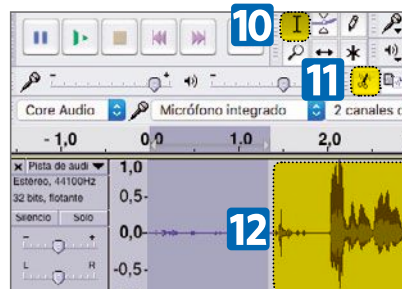 10
11
Core Audio Micrófono integrado 2 canales
- 1,0 0,0 1,0 2,0
Pista de audi 1,0
Estéreo, 44100Hz
32 bits, flotante 0,5-
Silencio Solo
- + 0,0-
12
L R -0,5-